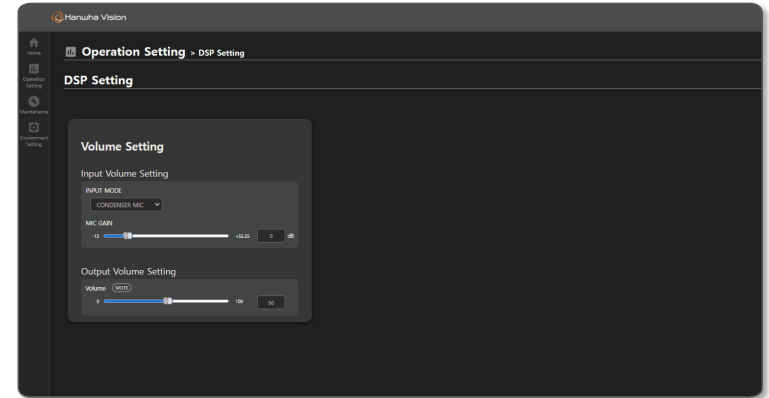 Hanwha Vision
Home
Operation
Setting
Maintenance
Environment
Setting
Operation Setting > DSP Setting
DSP Setting
Volume Setting
Input Volume Setting
INPUT MODE
CONDENSER MIC
MIC GAIN
-12 +55.25 0 dB
Output Volume Setting
Volume MUTE
0 100 50